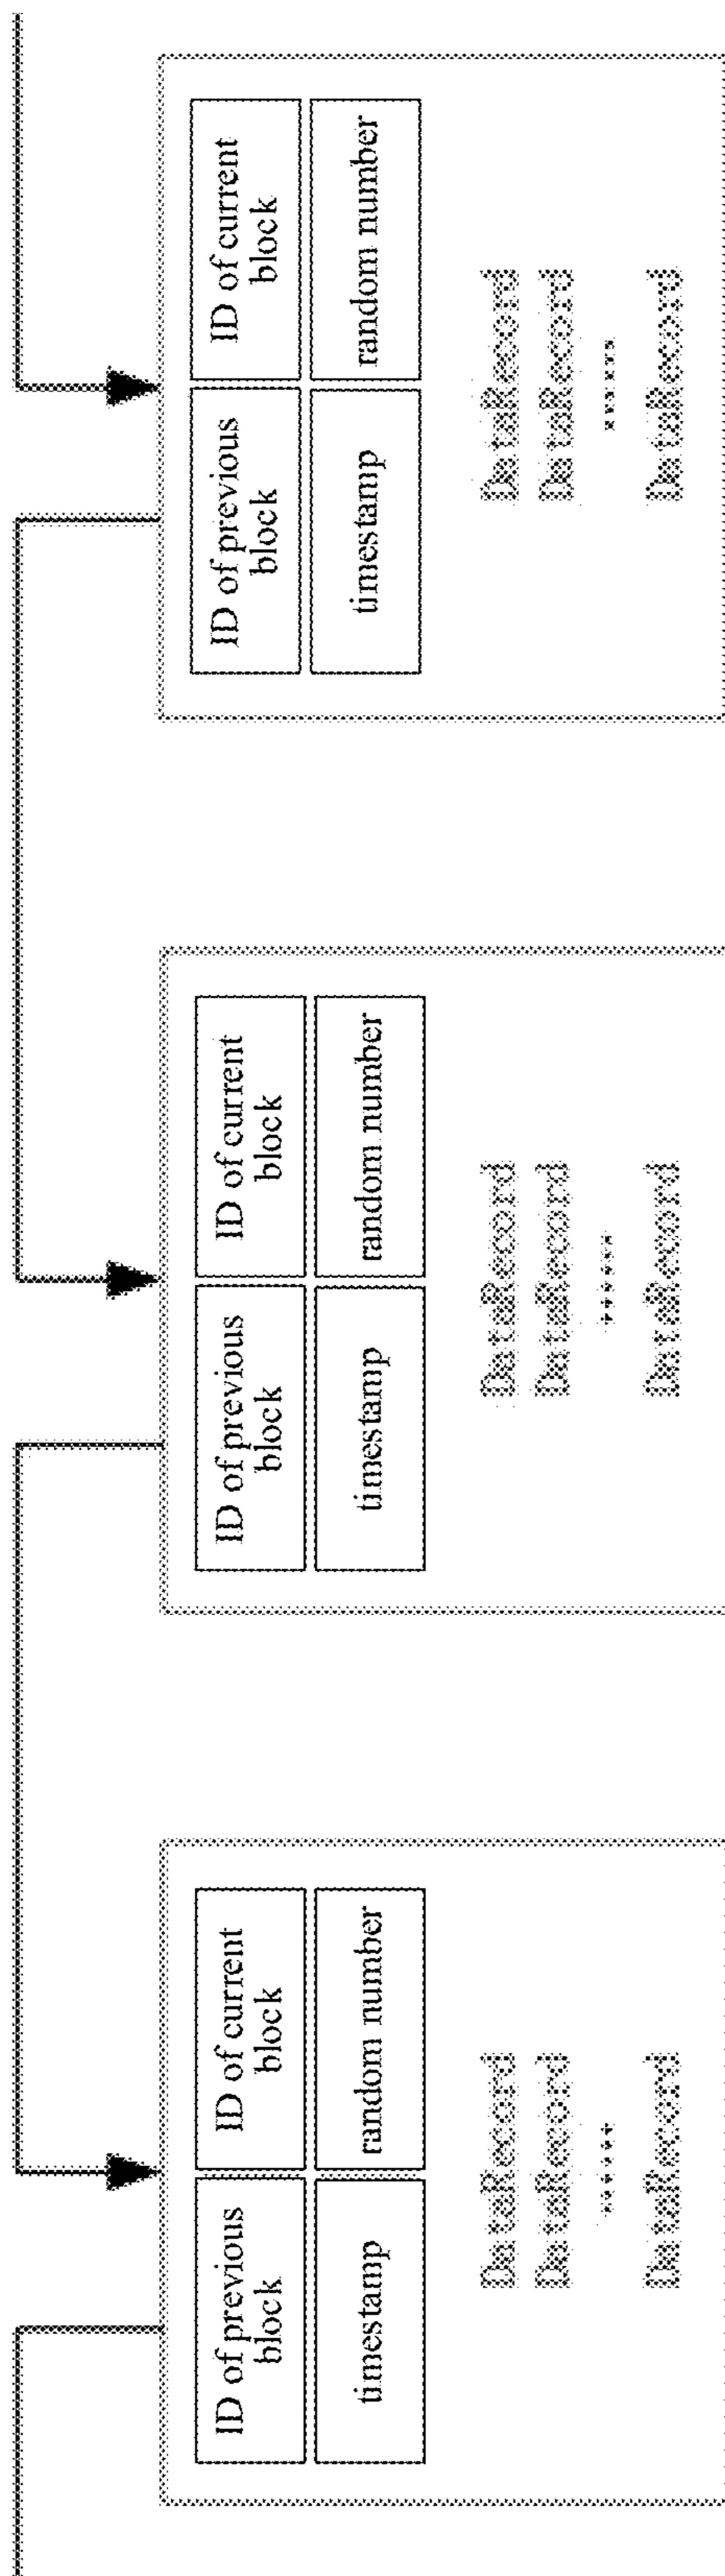 ID of previous
block
ID of current
block
timestamp
random number
DataRecord
DataRecord
......
DataRecord
ID of previous
block
ID of current
block
timestamp
random number
DataRecord
DataRecord
......
DataRecord
ID of previous
block
ID of current
block
timestamp
random number
DataRecord
DataRecord
......
DataRecord